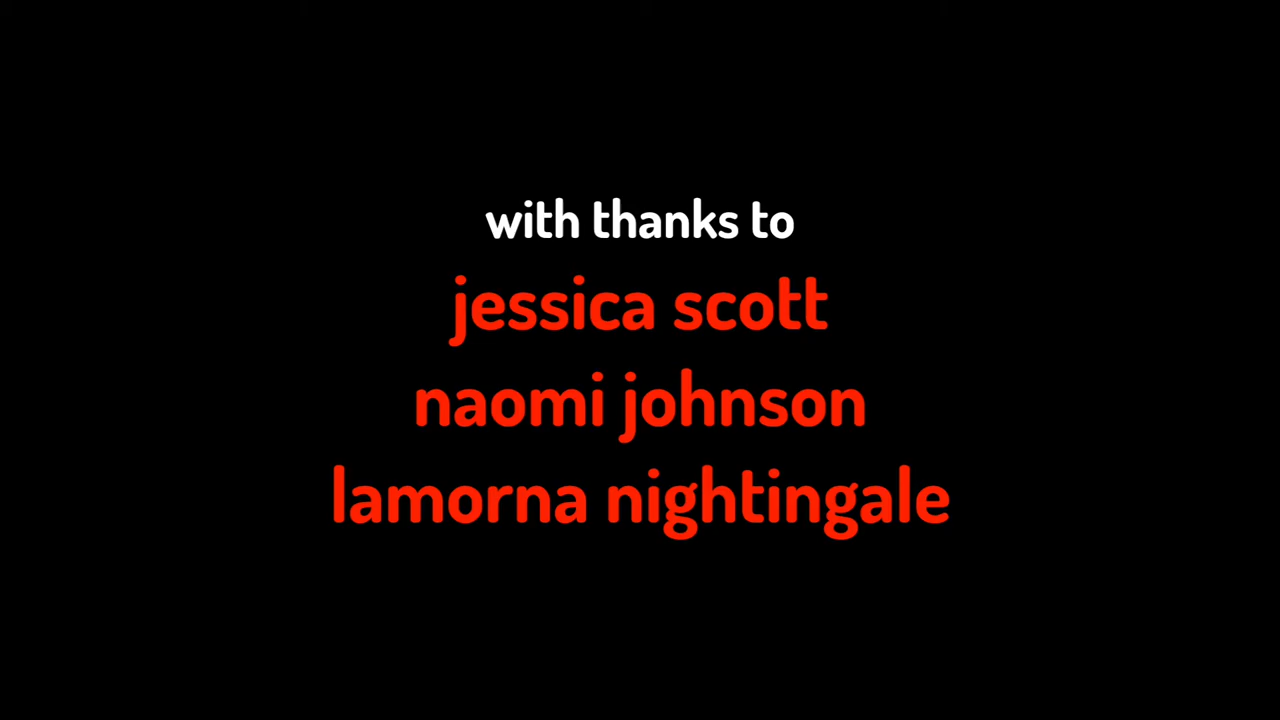 with thanks to
jessica scott
naomi johnson
lamorna nightingale